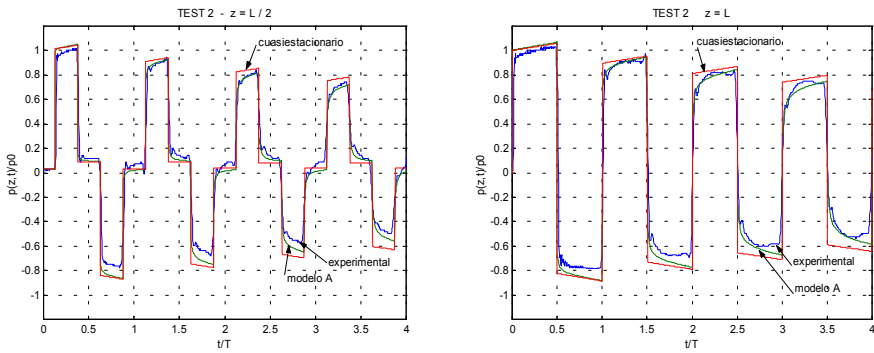 TEST 2 - z = L / 2
1
0.8
0.6
0.4
0.2
0
-0.2
-0.4
-0.6
-0.8
-1
p(z,t)/p0
cuasiestacionario
experimental
modelo A
0 0.5 1 1.5 2 2.5 3 3.5 4
t/T
TEST 2 z = L
1
0.8
0.6
0.4
0.2
0
-0.2
-0.4
-0.6
-0.8
-1
p(z,t)/p0
cuasiestacionario
experimental
modelo A
0 0.5 1 1.5 2 2.5 3 3.5 4
t/T